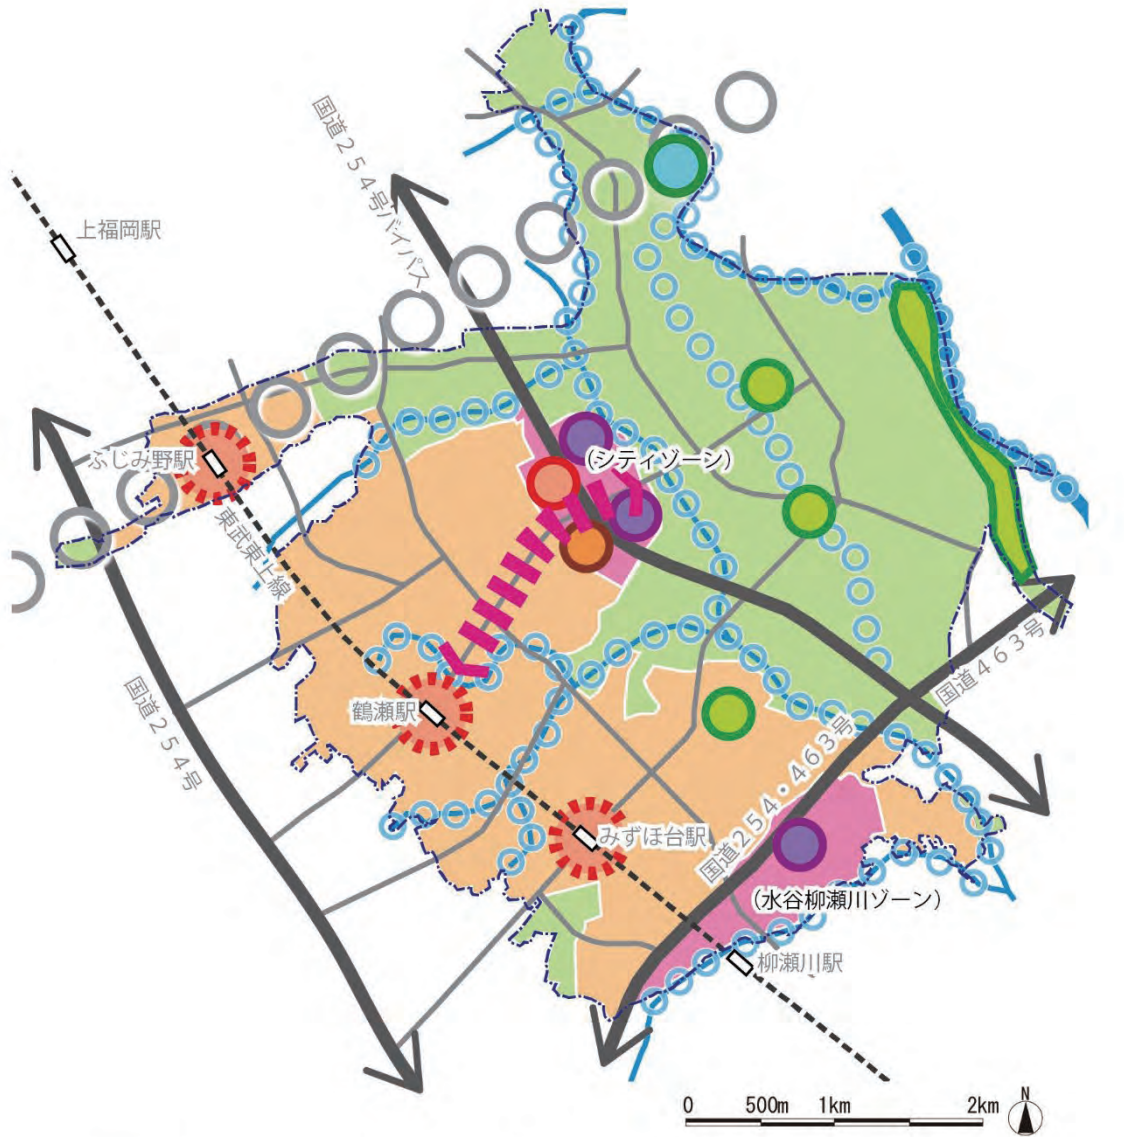 国道２５４号バイパス
上福岡駅
(シティゾーン)
ふじみ野駅
東武東上線
国道４６３号
国道２５４号
鶴瀬駅
国道２５４・４６３号
みずほ台駅
(水谷柳瀬川ゾーン)
柳瀬川駅
0 500m 1km 2km
N